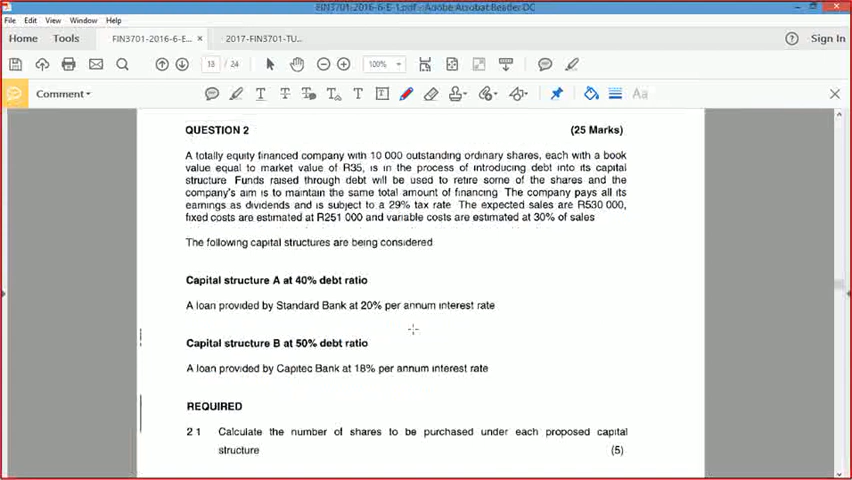 FIN3701-2016-6-E-1.pdf - Adobe Acrobat Reader DC
File Edit View Window Help
Home Tools FIN3701-2016-6-E... × 2017-FIN3701-TU... Sign In
13 / 24 100%
Comment
QUESTION 2 (25 Marks)
A totally equity financed company with 10 000 outstanding ordinary shares, each with a book
value equal to market value of R35, is in the process of introducing debt into its capital
structure Funds raised through debt will be used to retire some of the shares and the
company's aim is to maintain the same total amount of financing The company pays all its
earnings as dividends and is subject to a 29% tax rate The expected sales are R530 000,
fixed costs are estimated at R251 000 and variable costs are estimated at 30% of sales
The following capital structures are being considered
Capital structure A at 40% debt ratio
A loan provided by Standard Bank at 20% per annum interest rate
Capital structure B at 50% debt ratio
A loan provided by Capitec Bank at 18% per annum interest rate
REQUIRED
2 1 Calculate the number of shares to be purchased under each proposed capital
structure (5)